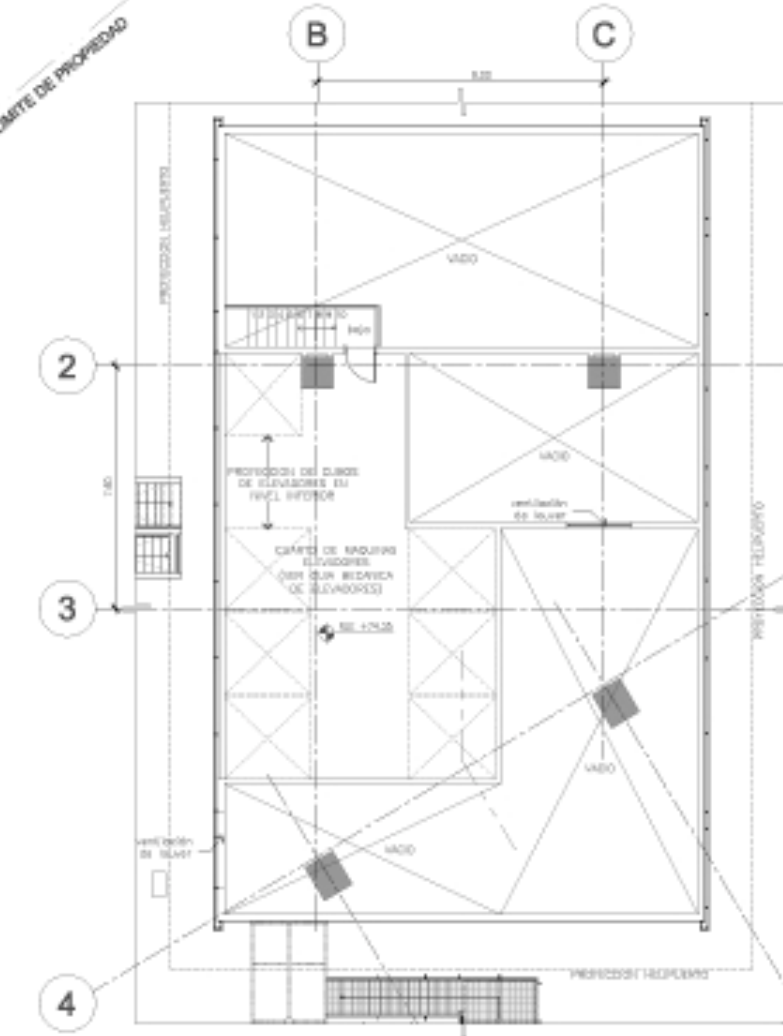 LIMITE DE PROPIEDAD
B
C
PROYECCION HELIPUERTO
VACIO
BAJA
2
VACIO
7.60
PROYECCION DE CUBOS
DE ELEVADORES EN
NIVEL INFERIOR
ventilación
de louver
CUARTO DE MAQUINAS
ELEVADORES
(VER GUIA MECANICA
DE ELEVADORES)
PROYECCION HELIPUERTO
3
VACIO
ventilación
de louver
VACIO
PROYECCION HELIPUERTO
4